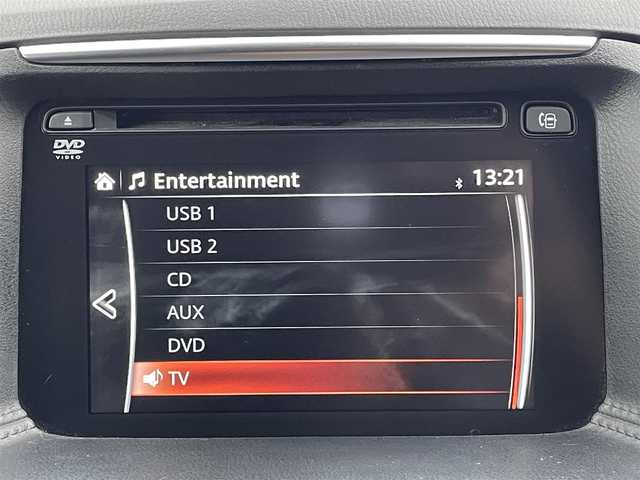 DVD
VIDEO
Entertainment 13:21
USB 1
USB 2
CD
AUX
DVD
TV